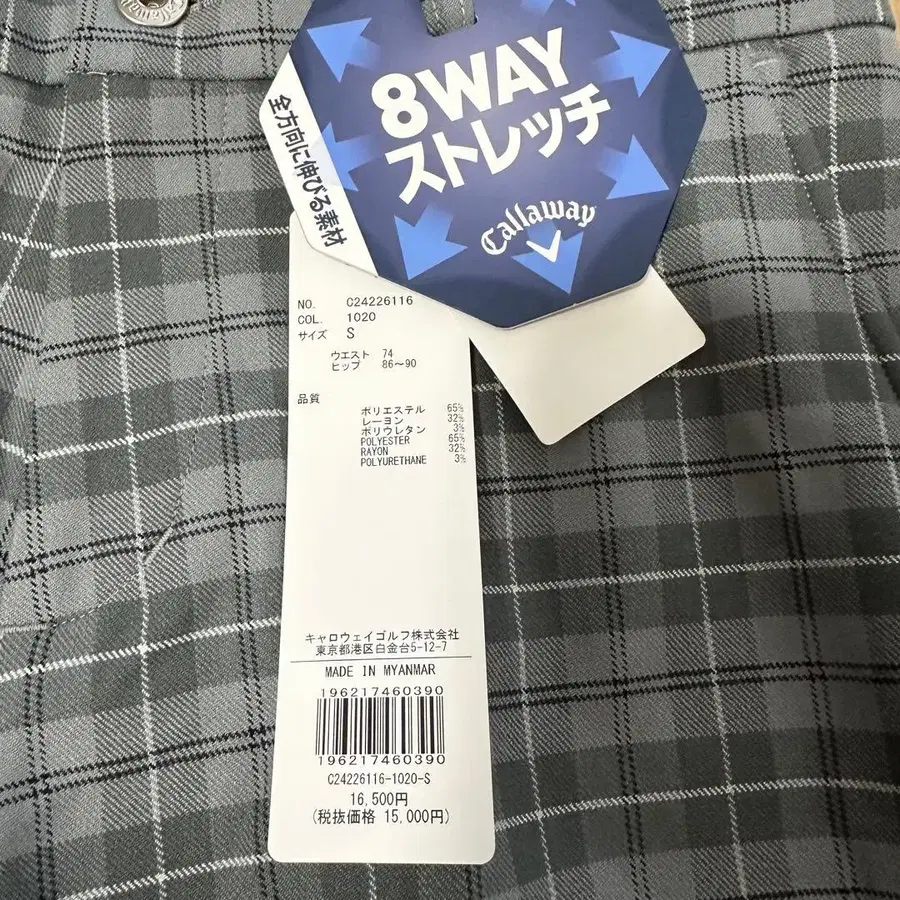 8WAY
ストレッチ
全方向に伸びる素材
Callaway
NO. C24226116
COL. 1020
サイズ S
ウエスト 74
ヒップ 86〜90
品質
ポリエステル 65%
レーヨン 32%
ポリウレタン 3%
POLYESTER 65%
RAYON 32%
POLYURETHANE 3%
キャロウェイゴルフ株式会社
東京都港区白金台5-12-7
MADE IN MYANMAR
196217460390
196217460390
C24226116-1020-S
16,500円
(税抜価格 15,000円)